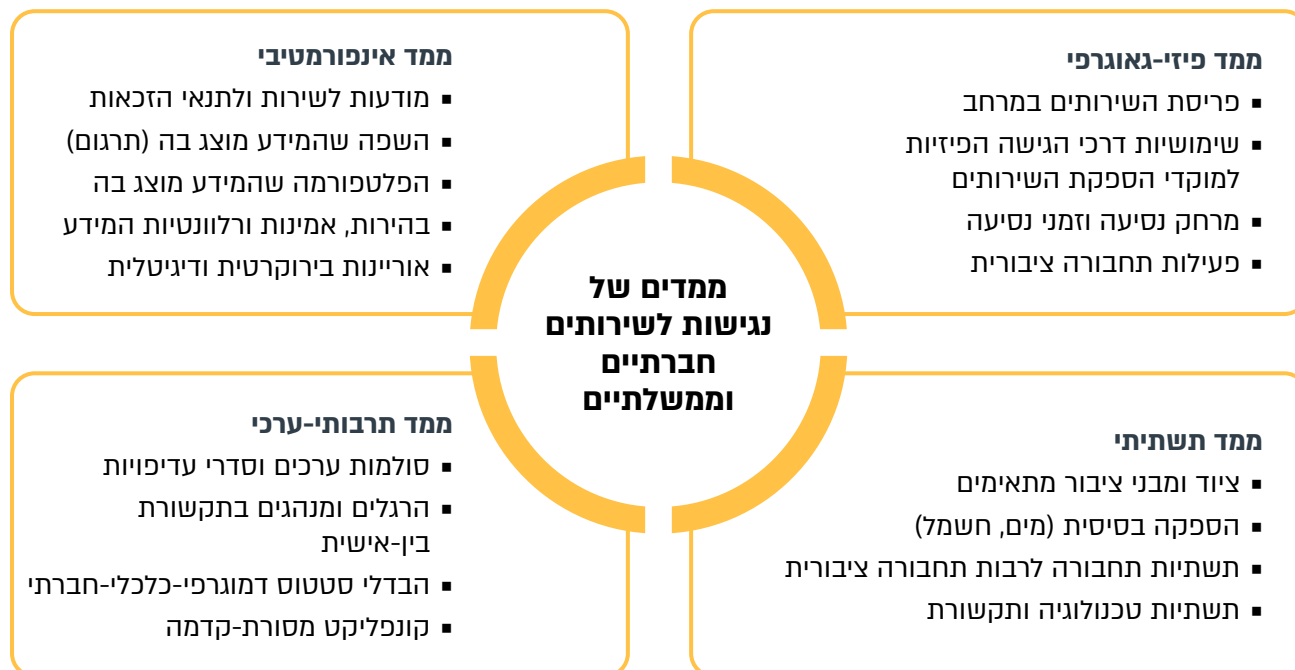 ממד פיזי-גאוגרפי
▪ פריסת השירותים במרחב
▪ שימושיות דרכי הגישה הפיזיות
למוקדי הספקת השירותים
▪ מרחק נסיעה וזמני נסיעה
▪ פעילות תחבורה ציבורית
ממד אינפורמטיבי
▪ מודעות לשירות ולתנאי הזכאות
▪ השפה שהמידע מוצג בה (תרגום)
▪ הפלטפורמה שהמידע מוצג בה
▪ בהירות, אמינות ורלוונטיות המידע
▪ אוריינות בירוקרטית ודיגיטלית
ממדים של
נגישות לשירותים
חברתיים
וממשלתיים
ממד תשתיתי
▪ ציוד ומבני ציבור מתאימים
▪ הספקה בסיסית (מים, חשמל)
▪ תשתיות תחבורה לרבות תחבורה ציבורית
▪ תשתיות טכנולוגיה ותקשורת
ממד תרבותי-ערכי
▪ סולמות ערכים וסדרי עדיפויות
▪ הרגלים ומנהגים בתקשורת
בין-אישית
▪ הבדלי סטטוס דמוגרפי-כלכלי-חברתי
▪ קונפליקט מסורת-קדמה